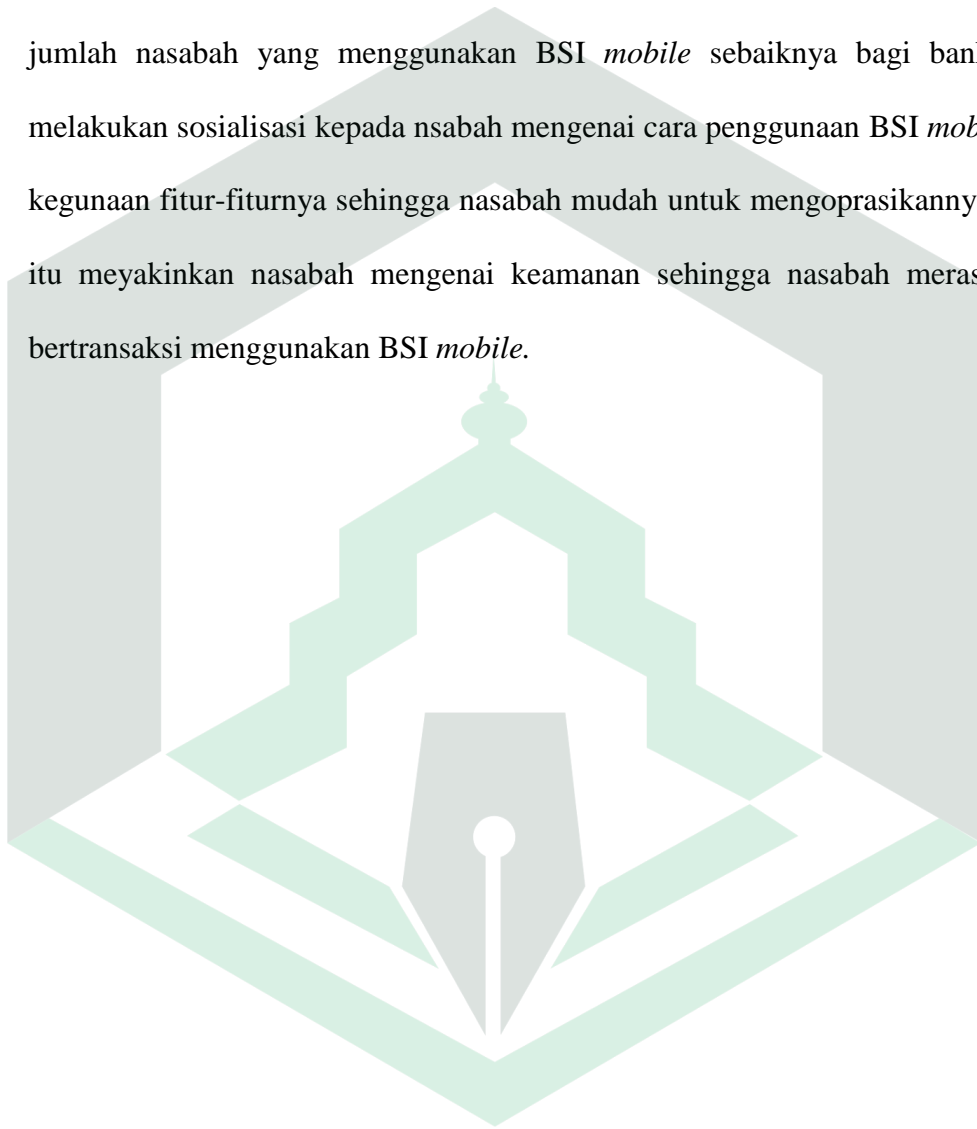 jumlah nasabah yang menggunakan BSI mobile sebaiknya bagi
melakukan sosialisasi kepada nsabah mengenai cara penggunaan BSI
kegunaan fitur-fiturnya sehingga nasabah mudah untuk
itu meyakinkan nasabah mengenai keamanan sehingga nasabah
bertransaksi menggunakan BSI mobile.